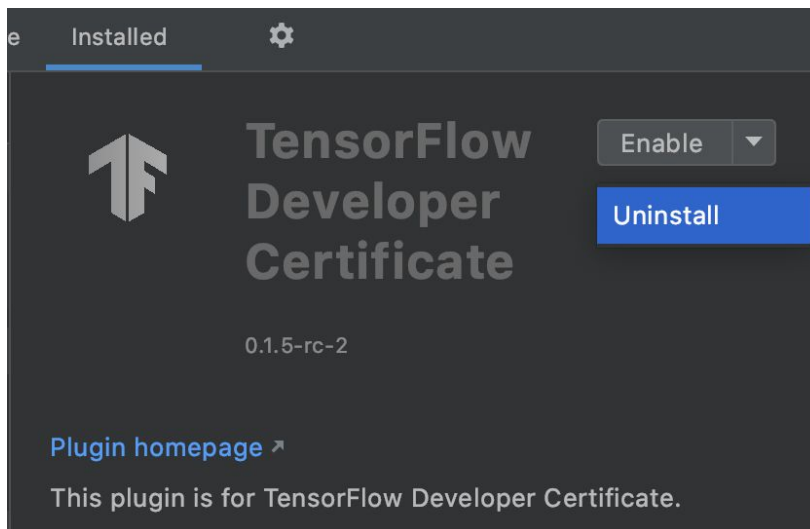 e Installed
TensorFlow
Developer
Certificate
Enable
Uninstall
0.1.5-rc-2
Plugin homepage
This plugin is for TensorFlow Developer Certificate.